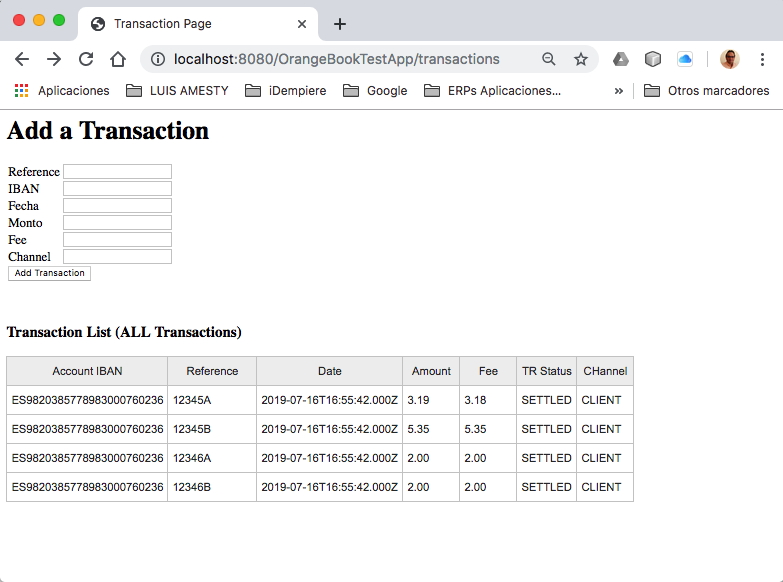 Transaction Page
localhost:8080/OrangeBookTestApp/transactions
Aplicaciones LUIS AMESTY iDempiere Google ERPs Aplicaciones... » Otros marcadores
Add a Transaction
Reference
IBAN
Fecha
Monto
Fee
Channel
Add Transaction
Transaction List (ALL Transactions)
Account IBAN Reference Date Amount Fee TR Status CHannel
ES9820385778983000760236 12345A 2019-07-16T16:55:42.000Z 3.19 3.18 SETTLED CLIENT
ES9820385778983000760236 12345B 2019-07-16T16:55:42.000Z 5.35 5.35 SETTLED CLIENT
ES9820385778983000760236 12346A 2019-07-16T16:55:42.000Z 2.00 2.00 SETTLED CLIENT
ES9820385778983000760236 12346B 2019-07-16T16:55:42.000Z 2.00 2.00 SETTLED CLIENT